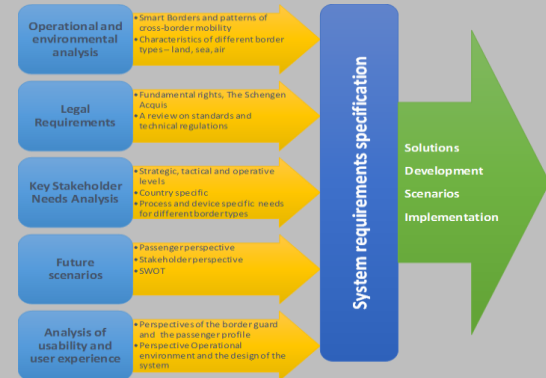 Operational and
environmental
analysis
•Smart Borders and patterns of
cross-border mobility
•Characteristics of different border
types – land, sea, air
Legal
Requirements
•Fundamental rights, The Schengen
Acquis
•A review on standards and
technical regulations
Key Stakeholder
Needs Analysis
•Strategic, tactical and operative
levels
•Country specific
•Process and device specific needs
for different border types
Future
scenarios
•Passenger perspective
•Stakeholder perspective
•SWOT
Analysis of
usability and
user experience
•Perspectives of the border guard
and the passenger profile
•Perspective Operational
environment and the design of the
system
System requirements specification
Solutions
Development
Scenarios
Implementation